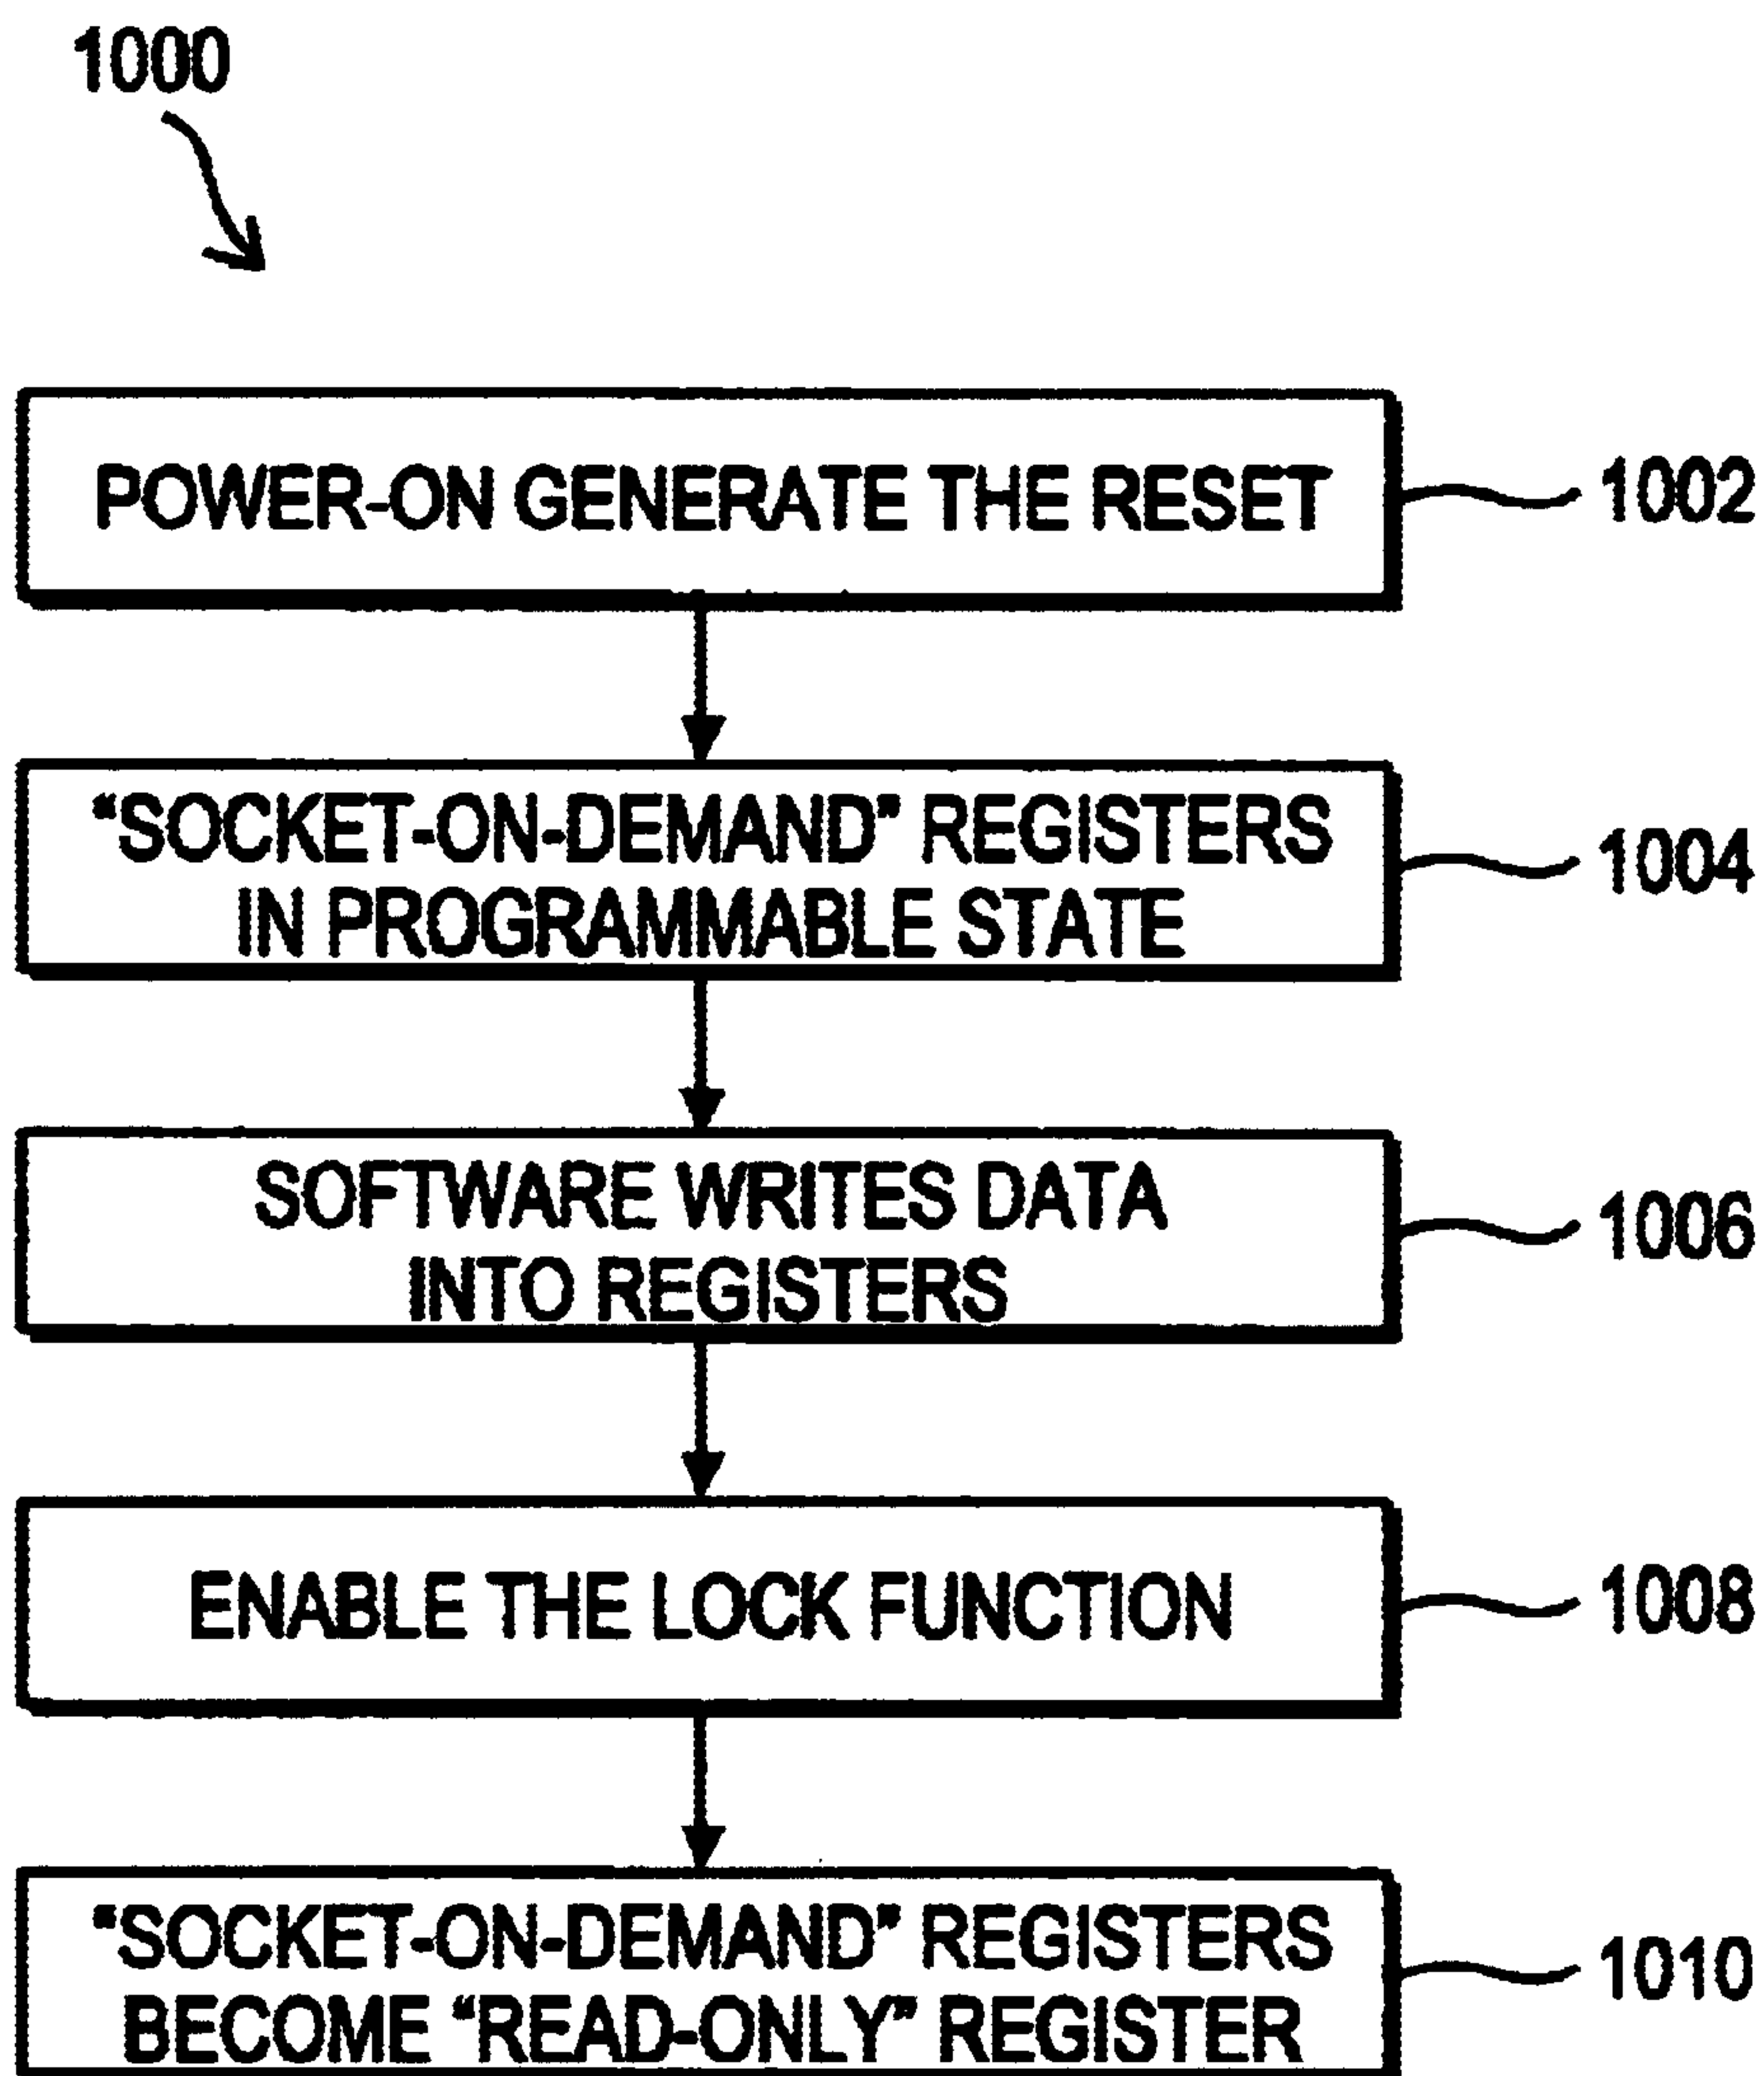 1000
POWER-ON GENERATE THE RESET
1002
“SOCKET-ON-DEMAND” REGISTERS
IN PROGRAMMABLE STATE
1004
SOFTWARE WRITES DATA
INTO REGISTERS
1006
ENABLE THE LOCK FUNCTION
1008
“SOCKET-ON-DEMAND” REGISTERS
BECOME “READ-ONLY” REGISTER
1010